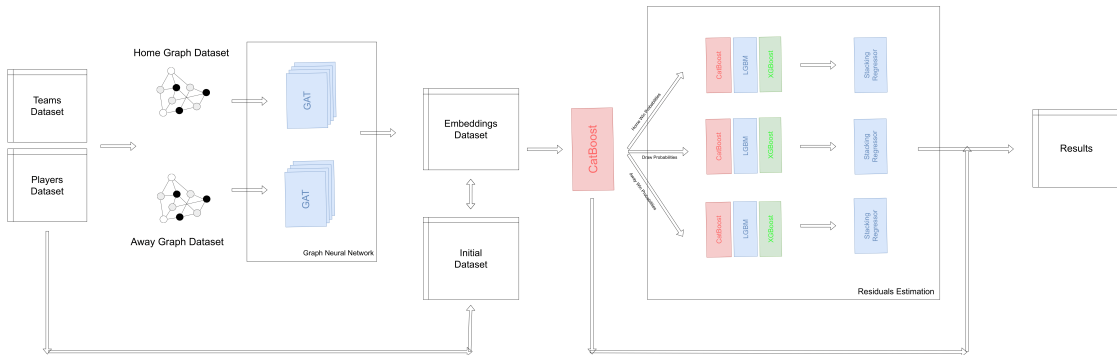 Teams
Dataset
Players
Dataset
Home Graph Dataset
Away Graph Dataset
GAT
GAT
Graph Neural Network
Embeddings
Dataset
Initial
Dataset
CatBoost
Home Win Probabilities
Draw Probabilities
Away Win Probabilities
CatBoost
LGBM
XGBoost
Stacking
Regressor
CatBoost
LGBM
XGBoost
Stacking
Regressor
CatBoost
LGBM
XGBoost
Stacking
Regressor
Residuals Estimation
Results